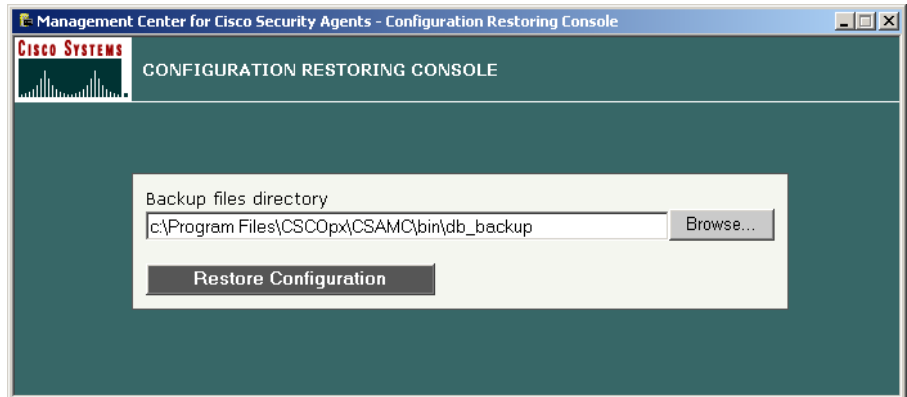 Management Center for Cisco Security Agents - Configuration Restoring Console
CISCO SYSTEMS
CONFIGURATION RESTORING CONSOLE
Backup files directory
c:\Program Files\CSCOpx\CSAMC\bin\db_backup
Browse...
Restore Configuration